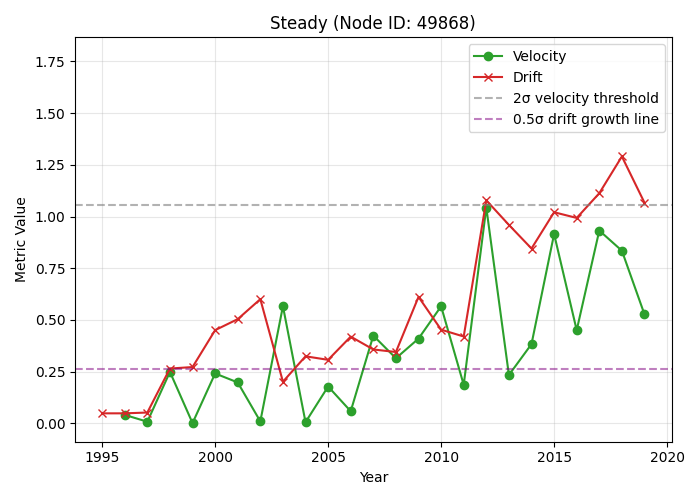 Steady (Node ID: 49868)
Velocity
Drift
2σ velocity threshold
0.5σ drift growth line
Metric Value
1.75
1.50
1.25
1.00
0.75
0.50
0.25
0.00
1995 2000 2005 2010 2015 2020
Year